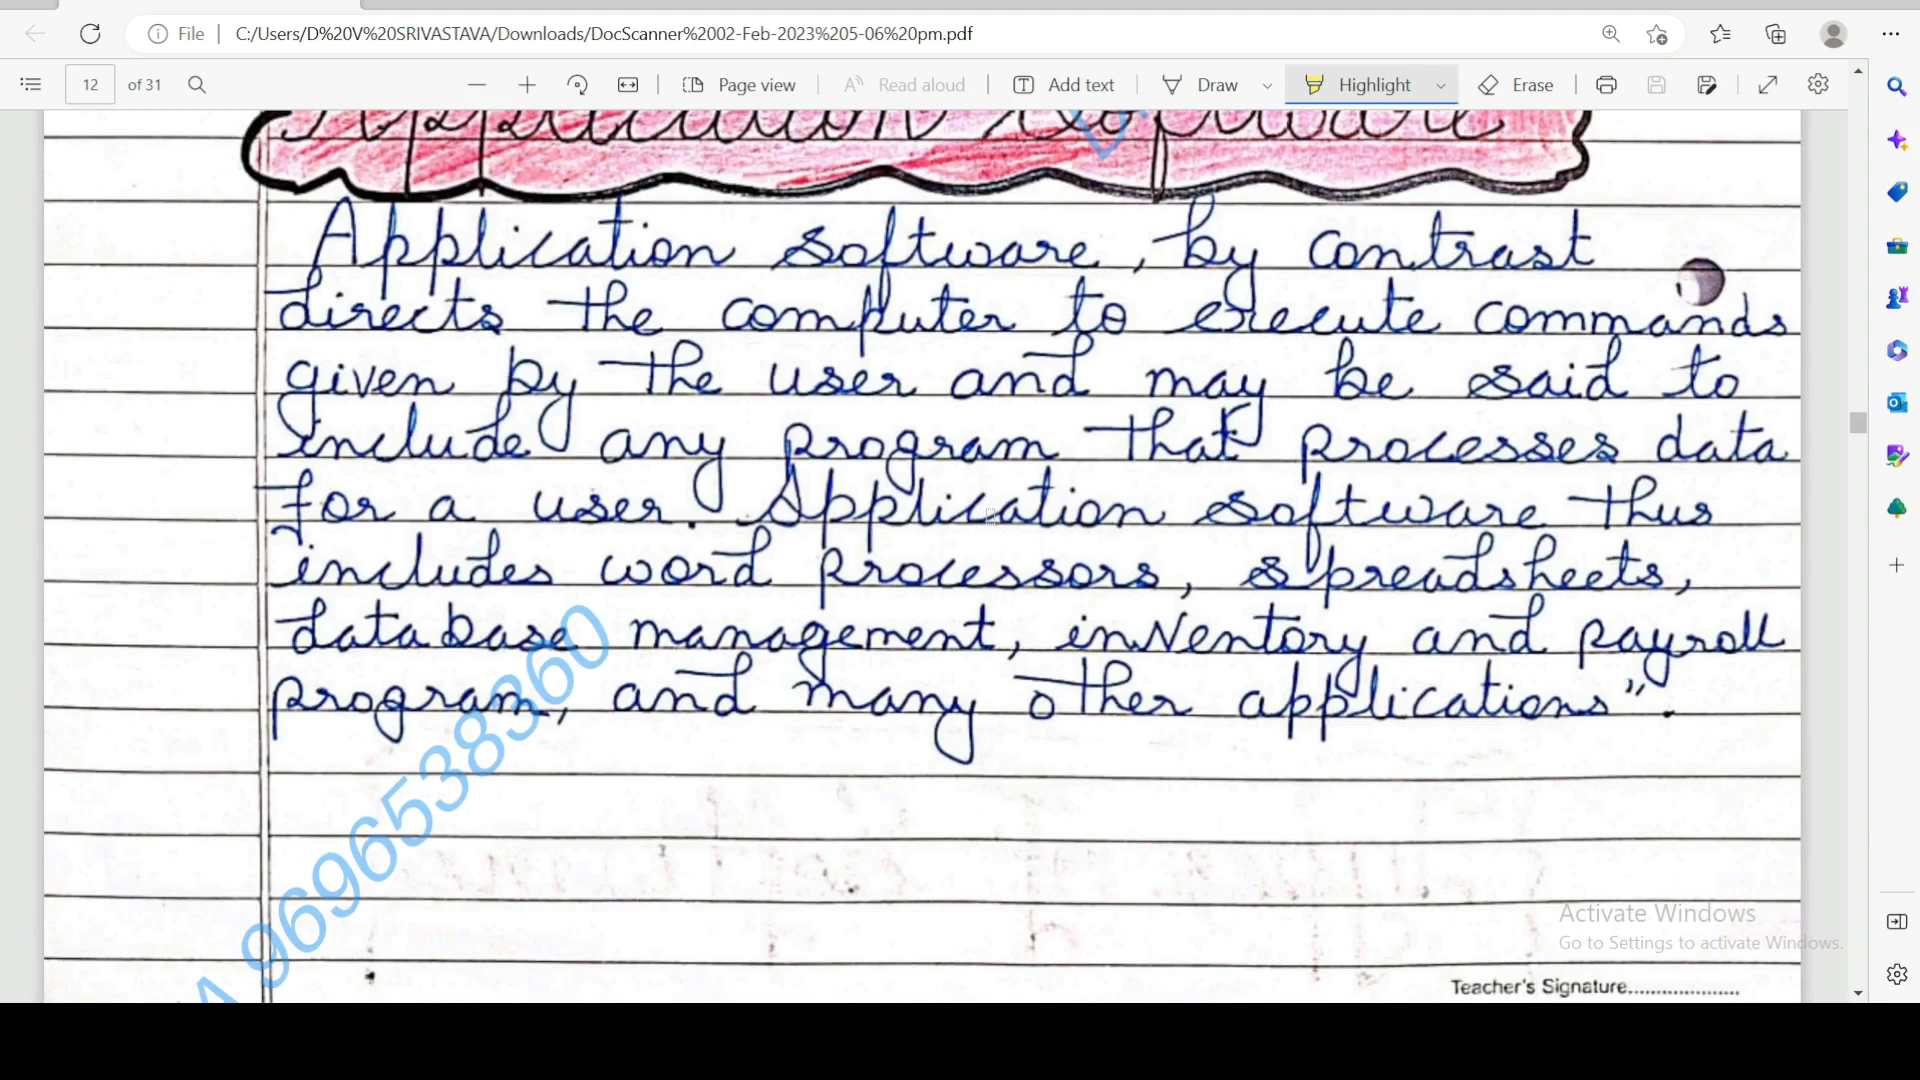 File C:/Users/D%20V%20SRIVASTAVA/Downloads/DocScanner%2002-Feb-2023%205-06%20pm.pdf
12 of 31 Page view Read aloud Add text Draw Highlight Erase
Application Software
Application software, by contrast
directs the computer to execute commands
given by the user and may be said to
include any program that processes data
for a user. Application software thus
includes word processors, spreadsheets,
database management, inventory and payroll
program, and many other applications”.
A 9696538360
Activate Windows
Go to Settings to activate Windows.
Teacher's Signature....................